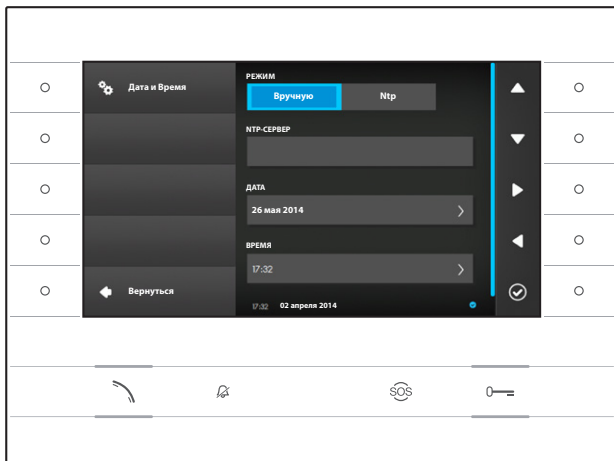 Дата и Время
РЕЖИМ
Вручную
Ntp
NTP-СЕРВЕР
ДАТА
26 мая 2014
ВРЕМЯ
17:32
Вернуться
17:32 02 апреля 2014
SOS